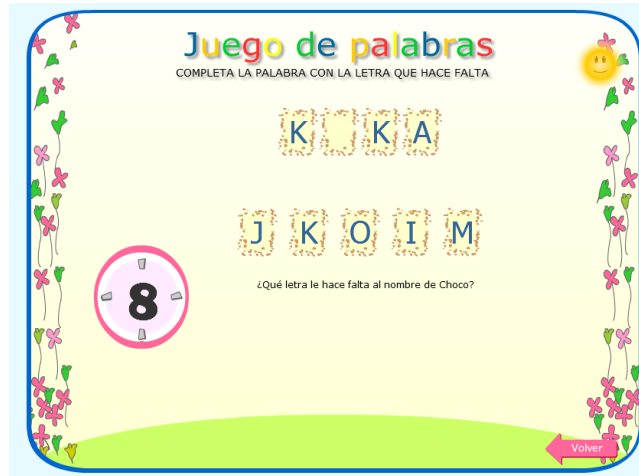 Juego de palabras
COMPLETA LA PALABRA CON LA LETRA QUE HACE FALTA
K K A
J K O I M
¿Qué letra le hace falta al nombre de Choco?
8
Volver